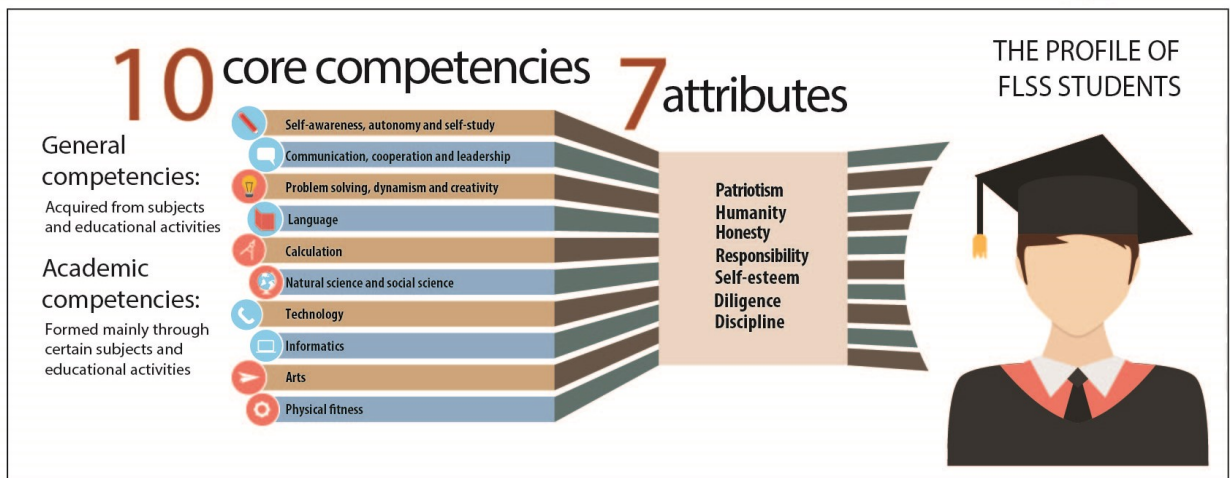 10 core competencies
General
competencies:
Acquired from subjects
and educational activities
Academic
competencies:
Formed mainly through
certain subjects and
educational activities
Self-awareness, autonomy and self-study
Communication, cooperation and leadership
Problem solving, dynamism and creativity
Language
Calculation
Natural science and social science
Technology
Informatics
Arts
Physical fitness
7 attributes
Patriotism
Humanity
Honesty
Responsibility
Self-esteem
Diligence
Discipline
THE PROFILE OF
FLSS STUDENTS